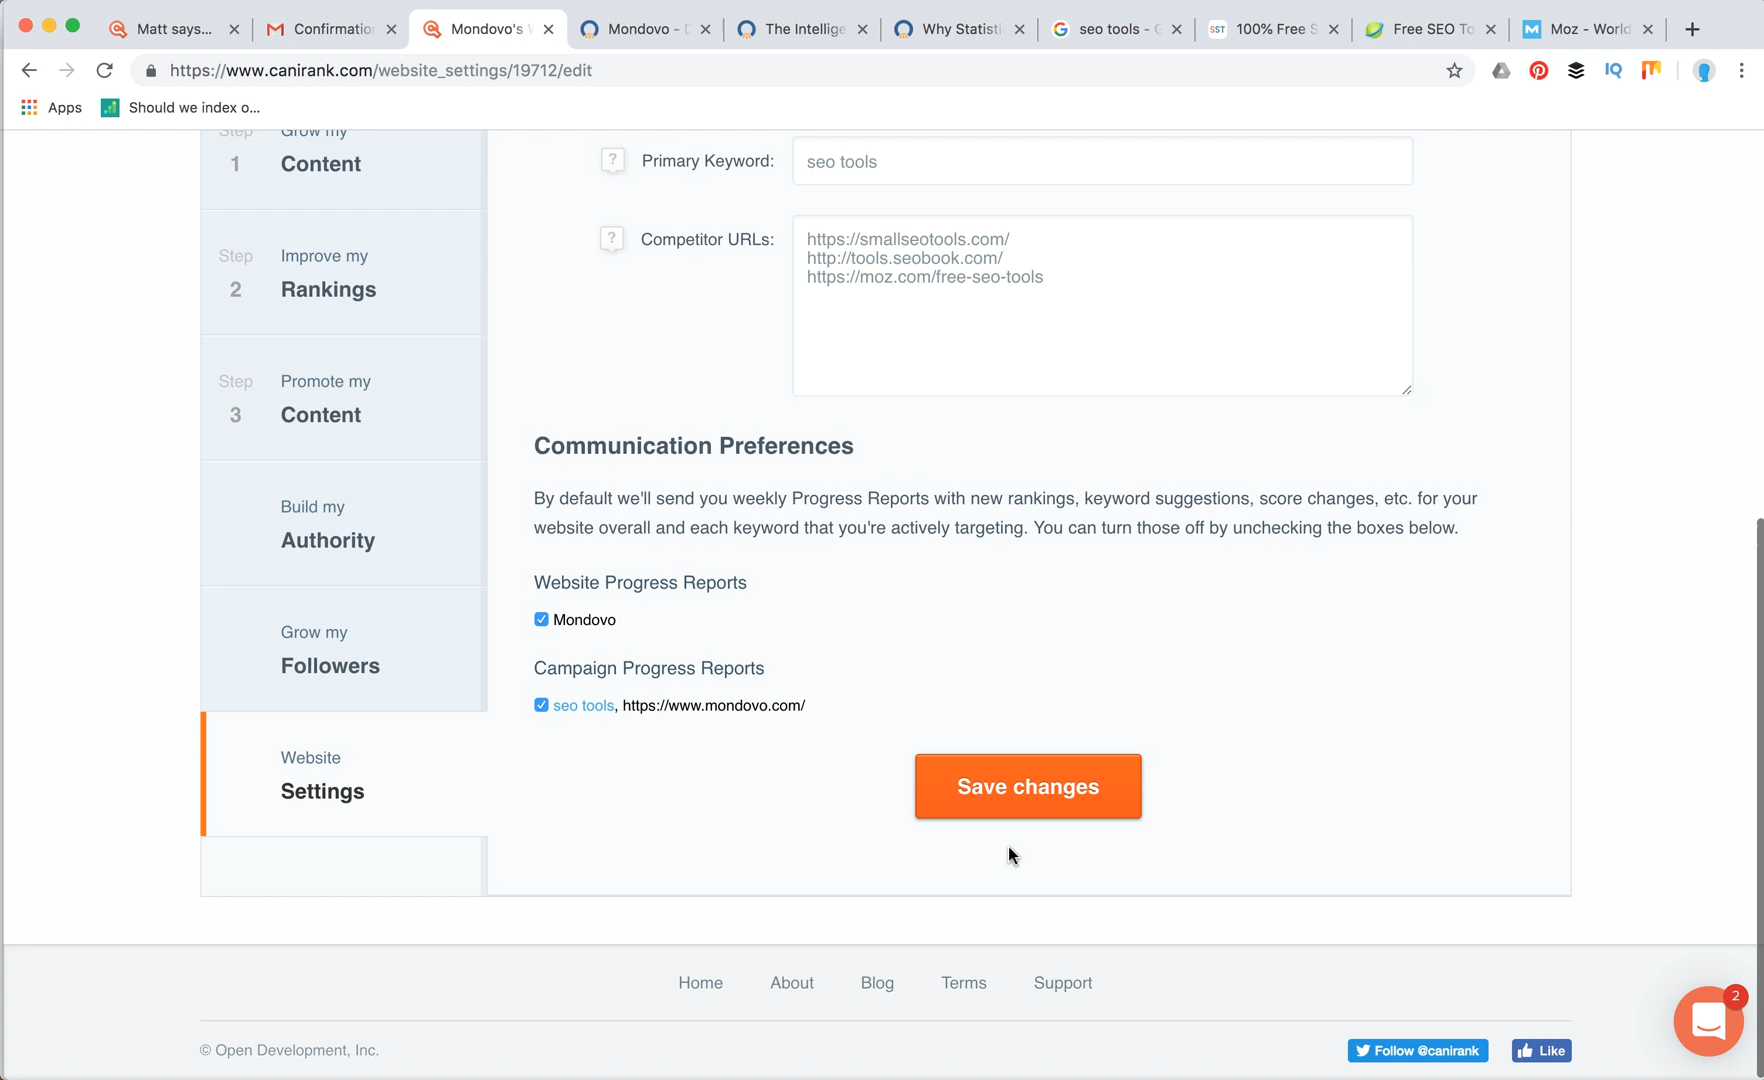 Matt says...
Confirmation
Mondovo's W
Mondovo - D
The Intellige
Why Statisti
seo tools - G
SST
100% Free S
Free SEO To
Moz - World
https://www.canirank.com/website_settings/19712/edit
IQ
Apps
Should we index o...
Step Grow my
1 Content
Step Improve my
2 Rankings
Step Promote my
3 Content
Build my
Authority
Grow my
Followers
Website
Settings
? Primary Keyword: seo tools
? Competitor URLs: https://smallseotools.com/
http://tools.seobook.com/
https://moz.com/free-seo-tools
Communication Preferences
By default we'll send you weekly Progress Reports with new rankings, keyword suggestions, score changes, etc. for your
website overall and each keyword that you're actively targeting. You can turn those off by unchecking the boxes below.
Website Progress Reports
Mondovo
Campaign Progress Reports
seo tools, https://www.mondovo.com/
Save changes
Home About Blog Terms Support
2
© Open Development, Inc.
Follow @canirank
Like